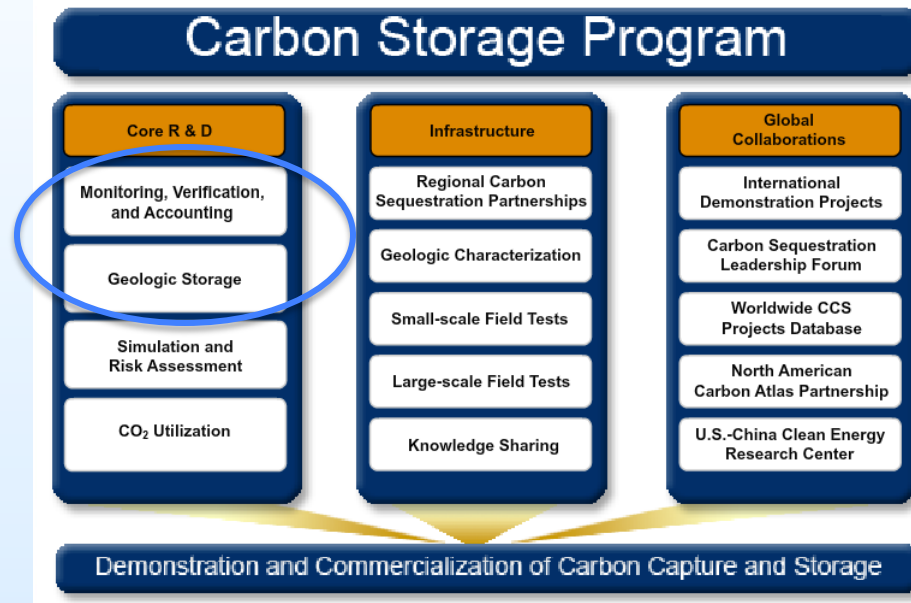 Carbon Storage Program
Core R & D
Monitoring, Verification,
and Accounting
Geologic Storage
Simulation and
Risk Assessment
CO₂ Utilization
Infrastructure
Regional Carbon
Sequestration Partnerships
Geologic Characterization
Small-scale Field Tests
Large-scale Field Tests
Knowledge Sharing
Global
Collaborations
International
Demonstration Projects
Carbon Sequestration
Leadership Forum
Worldwide CCS
Projects Database
North American
Carbon Atlas Partnership
U.S.-China Clean Energy
Research Center
Demonstration and Commercialization of Carbon Capture and Storage